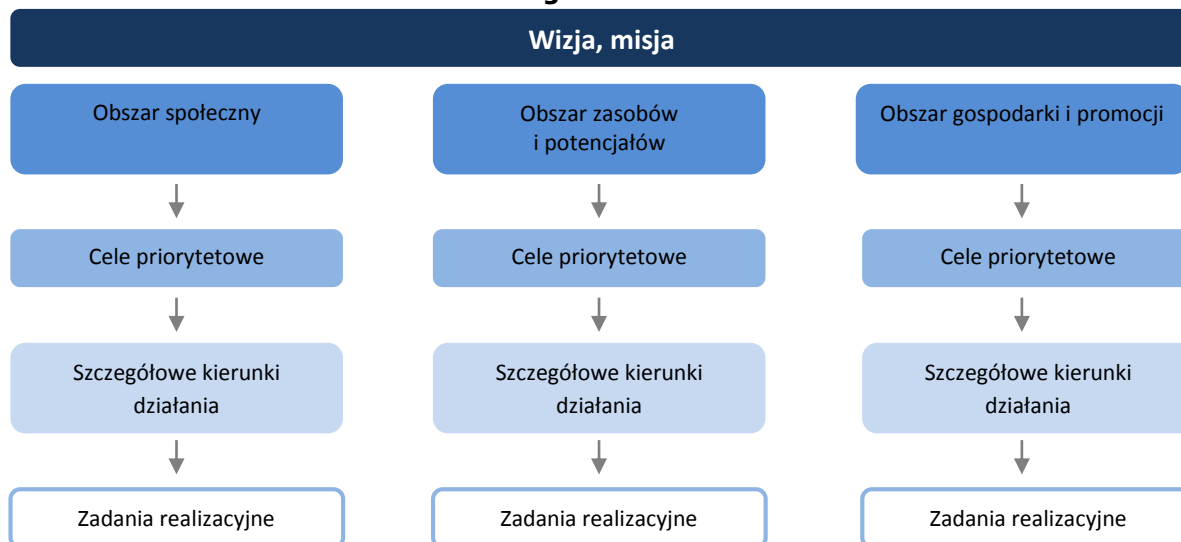 Wizja, misja
Obszar społeczny
Obszar zasobów
i potencjałów
Obszar gospodarki i promocji
Cele priorytetowe
Cele priorytetowe
Cele priorytetowe
Szczegółowe kierunki
działania
Szczegółowe kierunki
działania
Szczegółowe kierunki
działania
Zadania realizacyjne
Zadania realizacyjne
Zadania realizacyjne